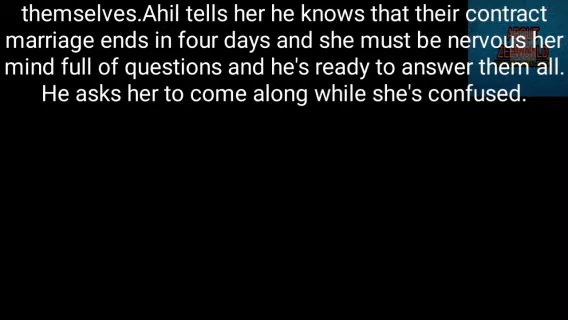 themselves.Ahil tells her he knows that their contract
marriage ends in four days and she must be nervous her
mind full of questions and he's ready to answer them all.
He asks her to come along while she's confused.